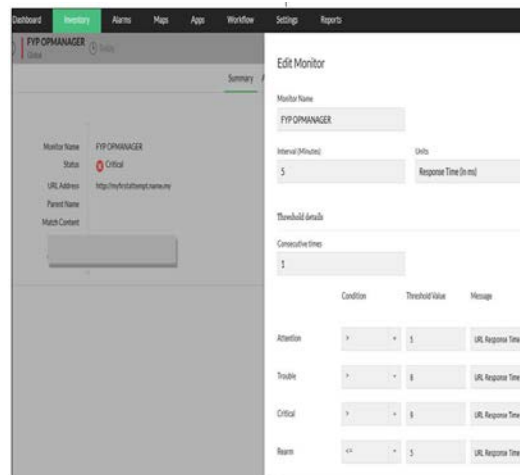 Dashboard Inventory Alarms Maps Apps Workflow Settings Reports
FYP OPMANAGER Today
Global
Summary
Monitor Name FYP OPMANAGER
Status Critical
URL Address http://myfirstattempt.name.my
Parent Name
Match Content
Edit Monitor
Monitor Name
FYP OPMANAGER
Interval (Minutes) Units
5 Response Time (In ms)
Threshold details
Consecutive times
1
Condition Threshold Value Message
Attention > 5 URL Response Time
Trouble > 8 URL Response Time
Critical > 9 URL Response Time
Rearm <= 5 URL Response Time